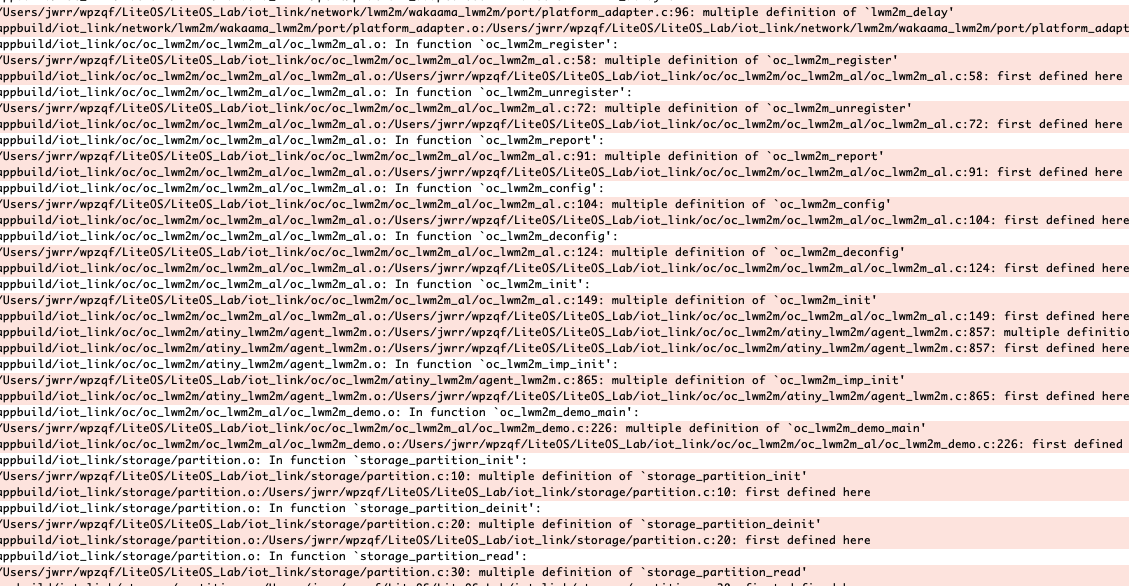 /Users/jwrr/wpzqf/LiteOS/LiteOS_Lab/iot_link/network/lwm2m/wakaama_lwm2m/port/platform_adapter.c:96: multiple definition of `lwm2m_delay'
appbuild/iot_link/network/lwm2m/wakaama_lwm2m/port/platform_adapter.o:/Users/jwrr/wpzqf/LiteOS/LiteOS_Lab/iot_link/network/lwm2m/wakaama_lwm2m/port/platform_adapt
appbuild/iot_link/oc/oc_lwm2m/oc_lwm2m_al/oc_lwm2m_al.o: In function `oc_lwm2m_register':
/Users/jwrr/wpzqf/LiteOS/LiteOS_Lab/iot_link/oc/oc_lwm2m/oc_lwm2m_al/oc_lwm2m_al.c:58: multiple definition of `oc_lwm2m_register'
appbuild/iot_link/oc/oc_lwm2m/oc_lwm2m_al/oc_lwm2m_al.o:/Users/jwrr/wpzqf/LiteOS/LiteOS_Lab/iot_link/oc/oc_lwm2m/oc_lwm2m_al/oc_lwm2m_al.c:58: first defined here
appbuild/iot_link/oc/oc_lwm2m/oc_lwm2m_al/oc_lwm2m_al.o: In function `oc_lwm2m_unregister':
/Users/jwrr/wpzqf/LiteOS/LiteOS_Lab/iot_link/oc/oc_lwm2m/oc_lwm2m_al/oc_lwm2m_al.c:72: multiple definition of `oc_lwm2m_unregister'
appbuild/iot_link/oc/oc_lwm2m/oc_lwm2m_al/oc_lwm2m_al.o:/Users/jwrr/wpzqf/LiteOS/LiteOS_Lab/iot_link/oc/oc_lwm2m/oc_lwm2m_al/oc_lwm2m_al.c:72: first defined here
appbuild/iot_link/oc/oc_lwm2m/oc_lwm2m_al/oc_lwm2m_al.o: In function `oc_lwm2m_report':
/Users/jwrr/wpzqf/LiteOS/LiteOS_Lab/iot_link/oc/oc_lwm2m/oc_lwm2m_al/oc_lwm2m_al.c:91: multiple definition of `oc_lwm2m_report'
appbuild/iot_link/oc/oc_lwm2m/oc_lwm2m_al/oc_lwm2m_al.o:/Users/jwrr/wpzqf/LiteOS/LiteOS_Lab/iot_link/oc/oc_lwm2m/oc_lwm2m_al/oc_lwm2m_al.c:91: first defined here
appbuild/iot_link/oc/oc_lwm2m/oc_lwm2m_al/oc_lwm2m_al.o: In function `oc_lwm2m_config':
/Users/jwrr/wpzqf/LiteOS/LiteOS_Lab/iot_link/oc/oc_lwm2m/oc_lwm2m_al/oc_lwm2m_al.c:104: multiple definition of `oc_lwm2m_config'
appbuild/iot_link/oc/oc_lwm2m/oc_lwm2m_al/oc_lwm2m_al.o:/Users/jwrr/wpzqf/LiteOS/LiteOS_Lab/iot_link/oc/oc_lwm2m/oc_lwm2m_al/oc_lwm2m_al.c:104: first defined here
appbuild/iot_link/oc/oc_lwm2m/oc_lwm2m_al/oc_lwm2m_al.o: In function `oc_lwm2m_deconfig':
/Users/jwrr/wpzqf/LiteOS/LiteOS_Lab/iot_link/oc/oc_lwm2m/oc_lwm2m_al/oc_lwm2m_al.c:124: multiple definition of `oc_lwm2m_deconfig'
appbuild/iot_link/oc/oc_lwm2m/oc_lwm2m_al/oc_lwm2m_al.o:/Users/jwrr/wpzqf/LiteOS/LiteOS_Lab/iot_link/oc/oc_lwm2m/oc_lwm2m_al/oc_lwm2m_al.c:124: first defined here
appbuild/iot_link/oc/oc_lwm2m/oc_lwm2m_al/oc_lwm2m_al.o: In function `oc_lwm2m_init':
/Users/jwrr/wpzqf/LiteOS/LiteOS_Lab/iot_link/oc/oc_lwm2m/oc_lwm2m_al/oc_lwm2m_al.c:149: multiple definition of `oc_lwm2m_init'
appbuild/iot_link/oc/oc_lwm2m/oc_lwm2m_al/oc_lwm2m_al.o:/Users/jwrr/wpzqf/LiteOS/LiteOS_Lab/iot_link/oc/oc_lwm2m/oc_lwm2m_al/oc_lwm2m_al.c:149: first defined here
appbuild/iot_link/oc/oc_lwm2m/atiny_lwm2m/agent_lwm2m.o:/Users/jwrr/wpzqf/LiteOS/LiteOS_Lab/iot_link/oc/oc_lwm2m/atiny_lwm2m/agent_lwm2m.c:857: multiple definitio
appbuild/iot_link/oc/oc_lwm2m/atiny_lwm2m/agent_lwm2m.o:/Users/jwrr/wpzqf/LiteOS/LiteOS_Lab/iot_link/oc/oc_lwm2m/atiny_lwm2m/agent_lwm2m.c:857: first defined here
appbuild/iot_link/oc/oc_lwm2m/atiny_lwm2m/agent_lwm2m.o: In function `oc_lwm2m_imp_init':
/Users/jwrr/wpzqf/LiteOS/LiteOS_Lab/iot_link/oc/oc_lwm2m/atiny_lwm2m/agent_lwm2m.c:865: multiple definition of `oc_lwm2m_imp_init'
appbuild/iot_link/oc/oc_lwm2m/atiny_lwm2m/agent_lwm2m.o:/Users/jwrr/wpzqf/LiteOS/LiteOS_Lab/iot_link/oc/oc_lwm2m/atiny_lwm2m/agent_lwm2m.c:865: first defined here
appbuild/iot_link/oc/oc_lwm2m/oc_lwm2m_al/oc_lwm2m_demo.o: In function `oc_lwm2m_demo_main':
/Users/jwrr/wpzqf/LiteOS/LiteOS_Lab/iot_link/oc/oc_lwm2m/oc_lwm2m_al/oc_lwm2m_demo.c:226: multiple definition of `oc_lwm2m_demo_main'
appbuild/iot_link/oc/oc_lwm2m/oc_lwm2m_al/oc_lwm2m_demo.o:/Users/jwrr/wpzqf/LiteOS/LiteOS_Lab/iot_link/oc/oc_lwm2m/oc_lwm2m_al/oc_lwm2m_demo.c:226: first defined
appbuild/iot_link/storage/partition.o: In function `storage_partition_init':
/Users/jwrr/wpzqf/LiteOS/LiteOS_Lab/iot_link/storage/partition.c:10: multiple definition of `storage_partition_init'
appbuild/iot_link/storage/partition.o:/Users/jwrr/wpzqf/LiteOS/LiteOS_Lab/iot_link/storage/partition.c:10: first defined here
appbuild/iot_link/storage/partition.o: In function `storage_partition_deinit':
/Users/jwrr/wpzqf/LiteOS/LiteOS_Lab/iot_link/storage/partition.c:20: multiple definition of `storage_partition_deinit'
appbuild/iot_link/storage/partition.o:/Users/jwrr/wpzqf/LiteOS/LiteOS_Lab/iot_link/storage/partition.c:20: first defined here
appbuild/iot_link/storage/partition.o: In function `storage_partition_read':
/Users/jwrr/wpzqf/LiteOS/LiteOS_Lab/iot_link/storage/partition.c:30: multiple definition of `storage_partition_read'